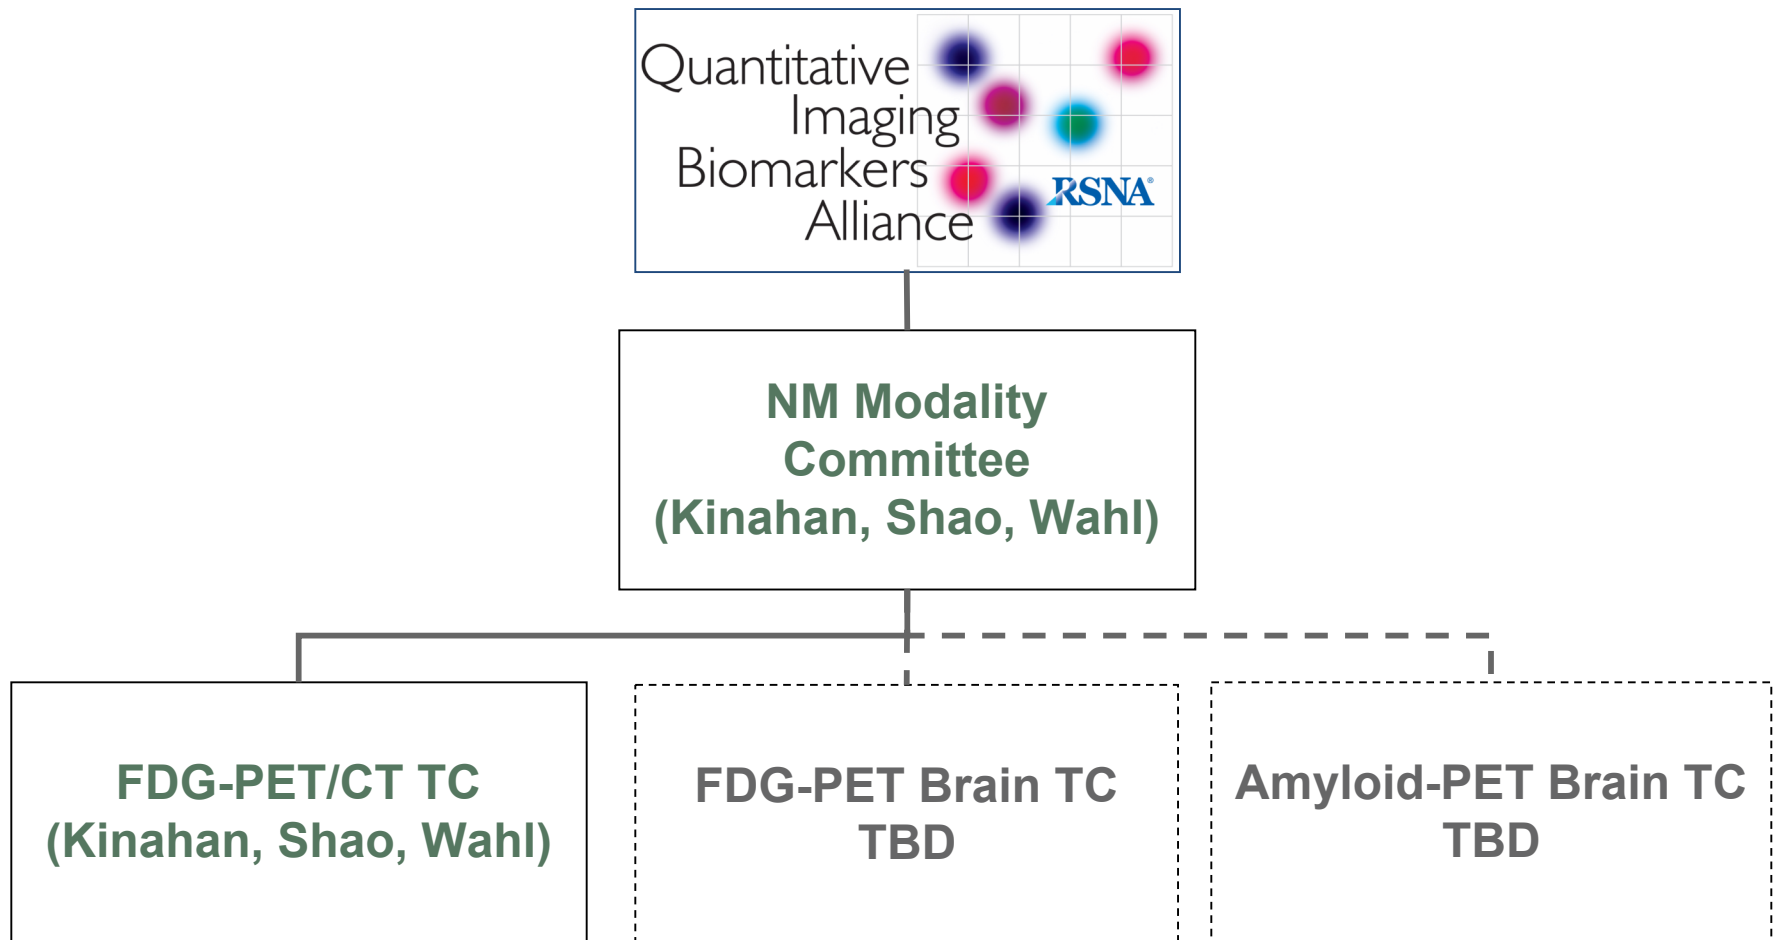 Quantitative
Imaging
Biomarkers
Alliance
RSNA®
NM Modality
Committee
(Kinahan, Shao, Wahl)
FDG-PET/CT TC
(Kinahan, Shao, Wahl)
FDG-PET Brain TC
TBD
Amyloid-PET Brain TC
TBD